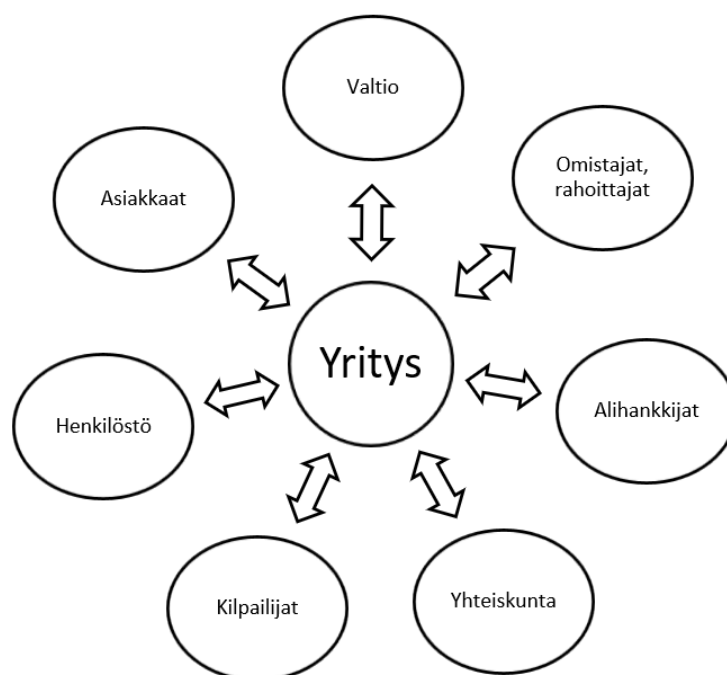 Valtio
Omistajat,
rahoittajat
Asiakkaat
Yritys
Alihankkijat
Henkilöstö
Yhteiskunta
Kilpailijat